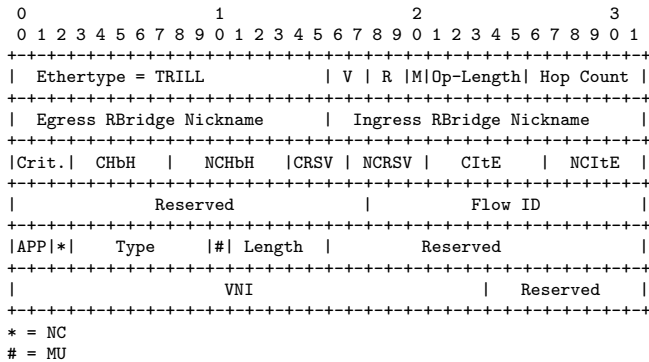 0                   1                   2                   3
 0 1 2 3 4 5 6 7 8 9 0 1 2 3 4 5 6 7 8 9 0 1 2 3 4 5 6 7 8 9 0 1
+-+-+-+-+-+-+-+-+-+-+-+-+-+-+-+-+-+-+-+-+-+-+-+-+-+-+-+-+-+-+-+-+
|  Ethertype = TRILL            | V | R |M|Op-Length| Hop Count |
+-+-+-+-+-+-+-+-+-+-+-+-+-+-+-+-+-+-+-+-+-+-+-+-+-+-+-+-+-+-+-+-+
|  Egress RBridge Nickname      |  Ingress RBridge Nickname     |
+-+-+-+-+-+-+-+-+-+-+-+-+-+-+-+-+-+-+-+-+-+-+-+-+-+-+-+-+-+-+-+-+
|Crit.|  CHbH   |   NCHbH   |CRSV | NCRSV |   CItE    |  NCItE  |
+-+-+-+-+-+-+-+-+-+-+-+-+-+-+-+-+-+-+-+-+-+-+-+-+-+-+-+-+-+-+-+-+
|              Reserved             |          Flow ID          |
+-+-+-+-+-+-+-+-+-+-+-+-+-+-+-+-+-+-+-+-+-+-+-+-+-+-+-+-+-+-+-+-+
|APP|*|    Type     |#| Length  |         Reserved              |
+-+-+-+-+-+-+-+-+-+-+-+-+-+-+-+-+-+-+-+-+-+-+-+-+-+-+-+-+-+-+-+-+
|                     VNI                       |   Reserved    |
+-+-+-+-+-+-+-+-+-+-+-+-+-+-+-+-+-+-+-+-+-+-+-+-+-+-+-+-+-+-+-+-+
* = NC
# = MU